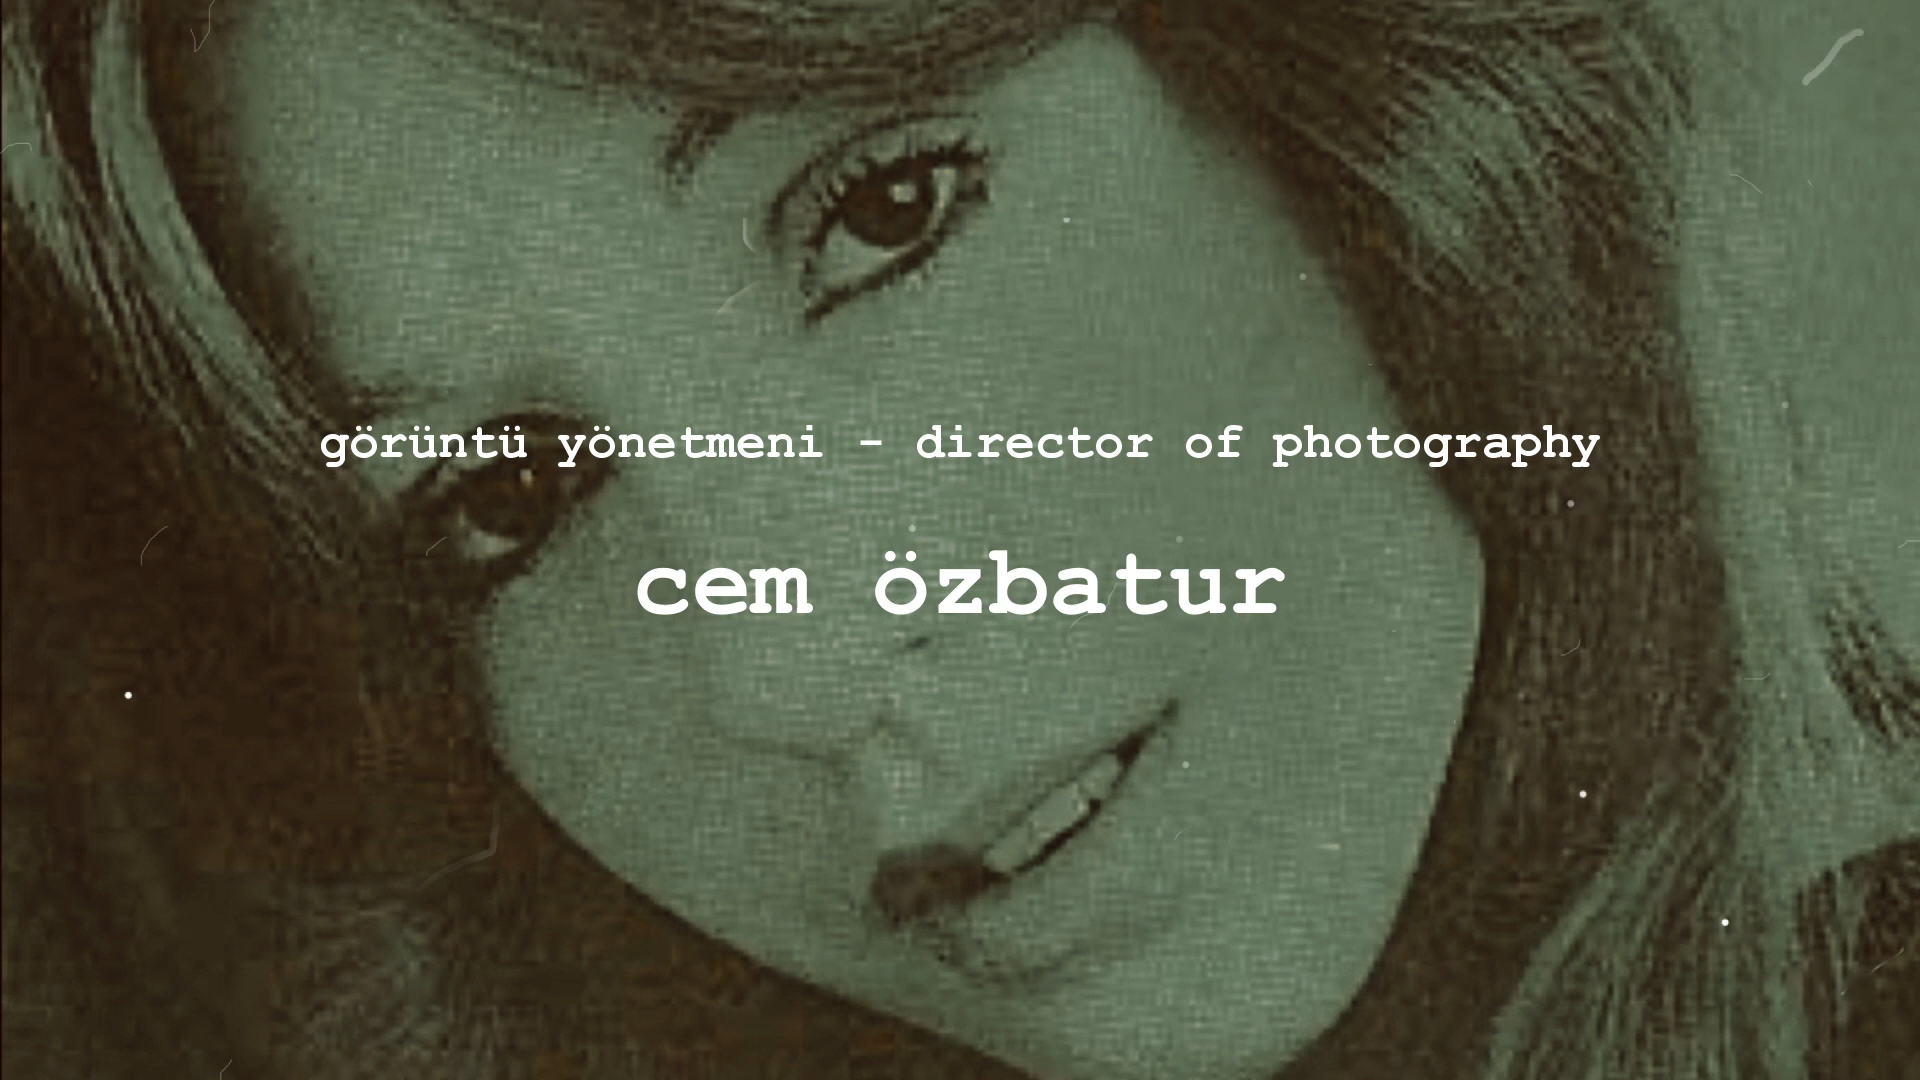 görüntü yönetmeni - director of photography
cem özbatur